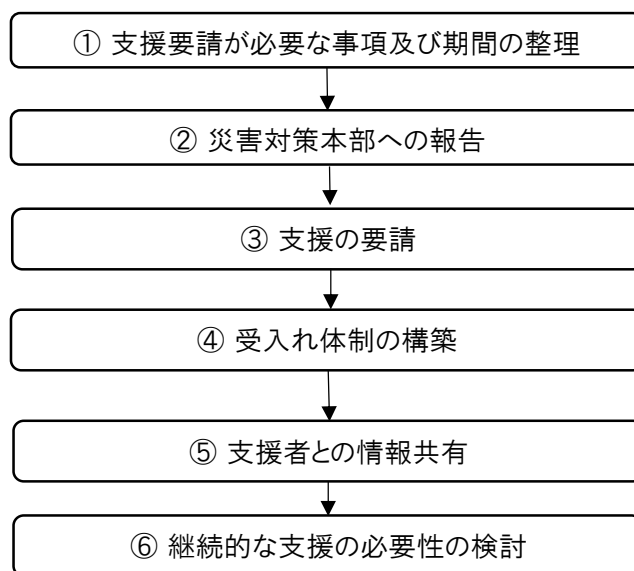 ① 支援要請が必要な事項及び期間の整理
② 災害対策本部への報告
③ 支援の要請
④ 受入れ体制の構築
⑤ 支援者との情報共有
⑥ 継続的な支援の必要性の検討